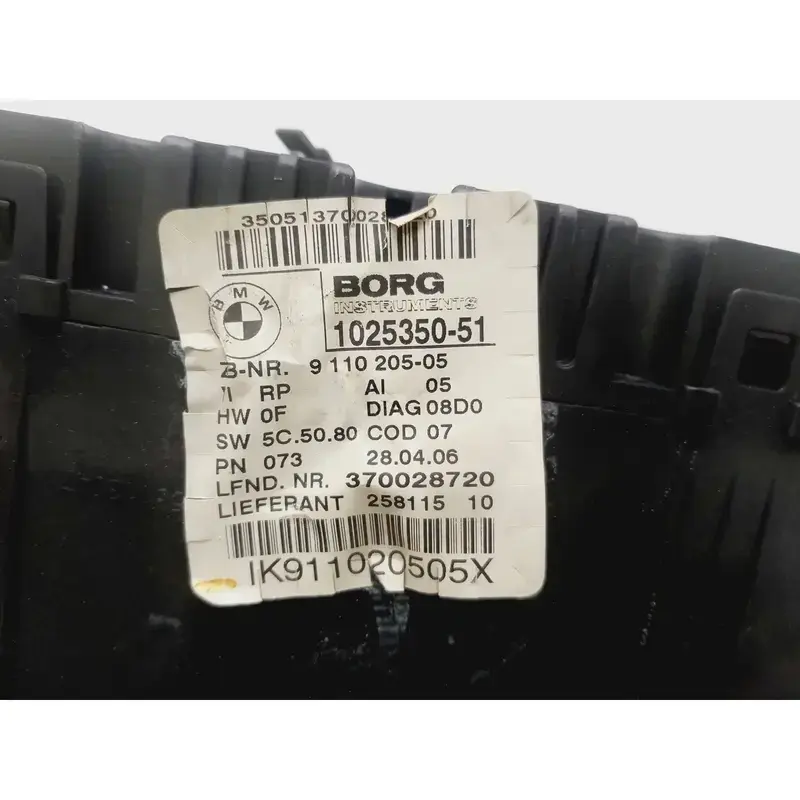 BMW
BORG
INSTRUMENTS
1025350-51
ZB-NR. 9 110 205-05
RP AI 05
HW 0F DIAG 08D0
SW 5C.50.80 COD 07
PN 073 28.04.06
LFND. NR. 370028720
LIEFERANT 258115 10
IK911020505X